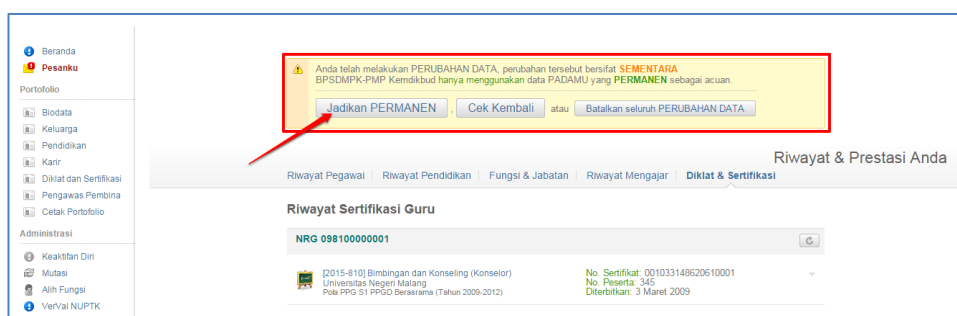 Beranda
Pesanku
Portofolio
Biodata
Keluarga
Pendidikan
Karir
Diklat dan Sertifikasi
Pengawas Pembina
Cetak Portofolio
Administrasi
Keaktifan Diri
Mutasi
Alih Fungsi
VerVal NUPTK
Anda telah melakukan PERUBAHAN DATA, perubahan tersebut bersifat SEMENTARA
BPSDMPK-PMP Kemdikbud hanya menggunakan data PADAMU yang PERMANEN sebagai acuan.
Jadikan PERMANEN , Cek Kembali atau Batalkan seluruh PERUBAHAN DATA
Riwayat & Prestasi Anda
Riwayat Pegawai Riwayat Pendidikan Fungsi & Jabatan Riwayat Mengajar Diklat & Sertifikasi
Riwayat Sertifikasi Guru
NRG 098100000001
[2015-810] Bimbingan dan Konseling (Konselor)
Universitas Negeri Malang
Pola PPG S1 PPGD Berasrama (Tahun 2009-2012)
No. Sertifikat: 001033148620610001
No. Peserta: 345
Diterbitkan: 3 Maret 2009